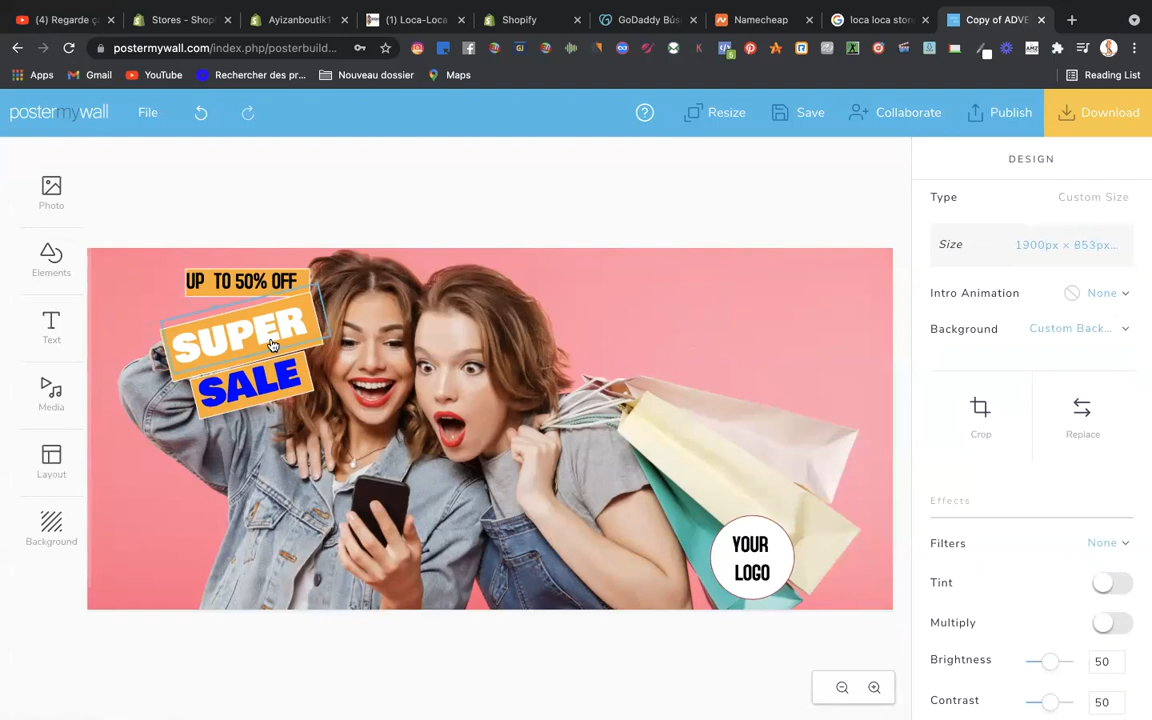 (4) Regarde ç
Stores - Shop
Ayizanboutik1
(1) Loca-Loca
Shopify
GoDaddy Bús
Namecheap
loca loca store
Copy of ADVE
postermywall.com/index.php/posterbuild...
Apps
Gmail
YouTube
Rechercher des pr...
Nouveau dossier
Maps
Reading List
postermywall
File
Resize
Save
Collaborate
Publish
Download
Photo
Elements
Text
Media
Layout
Background
UP TO 50% OFF
SUPER
SALE
YOUR
LOGO
DESIGN
Type
Custom Size
Size
1900px × 853px...
Intro Animation
None
Background
Custom Back...
Crop
Replace
Effects
Filters
None
Tint
Multiply
Brightness
50
Contrast
50